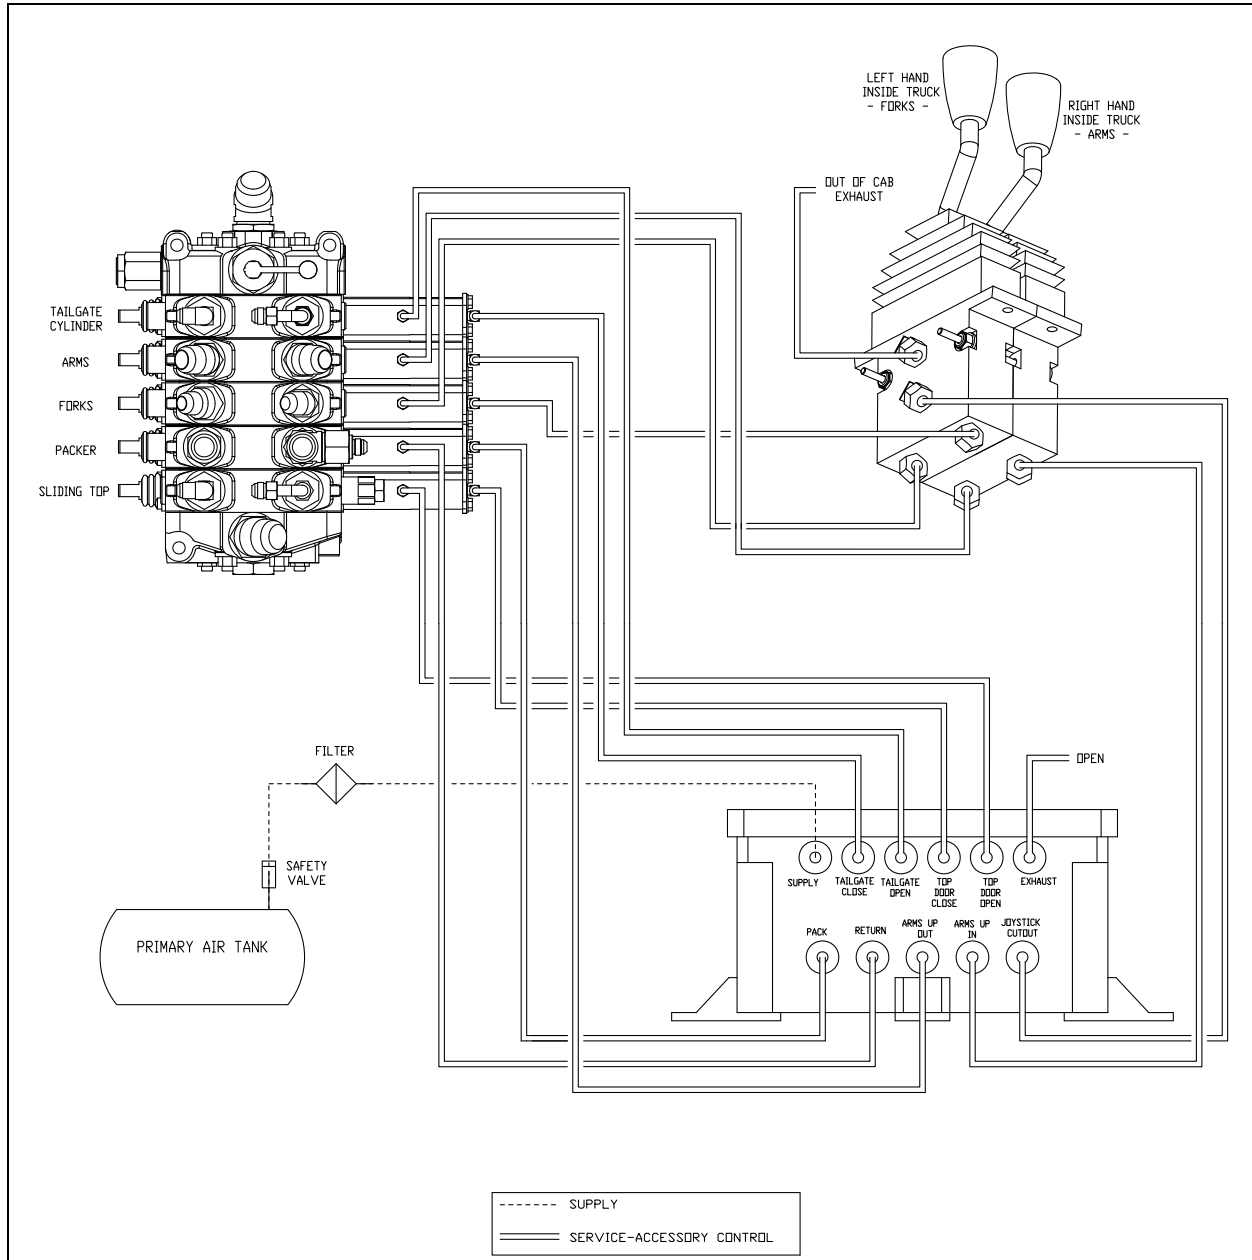 LEFT HAND
INSIDE TRUCK
- FORKS -
RIGHT HAND
INSIDE TRUCK
- ARMS -
OUT OF CAB
EXHAUST
TAILGATE
CYLINDER
ARMS
FORKS
PACKER
SLIDING TOP
FILTER
OPEN
SAFETY
VALVE
PRIMARY AIR TANK
SUPPLY
TAILGATE
CLOSE
TAILGATE
OPEN
TOP
DOOR
CLOSE
TOP
DOOR
OPEN
EXHAUST
PACK
RETURN
ARMS UP
OUT
ARMS UP
IN
JOYSTICK
CUTOUT
SUPPLY
SERVICE-ACCESSORY CONTROL